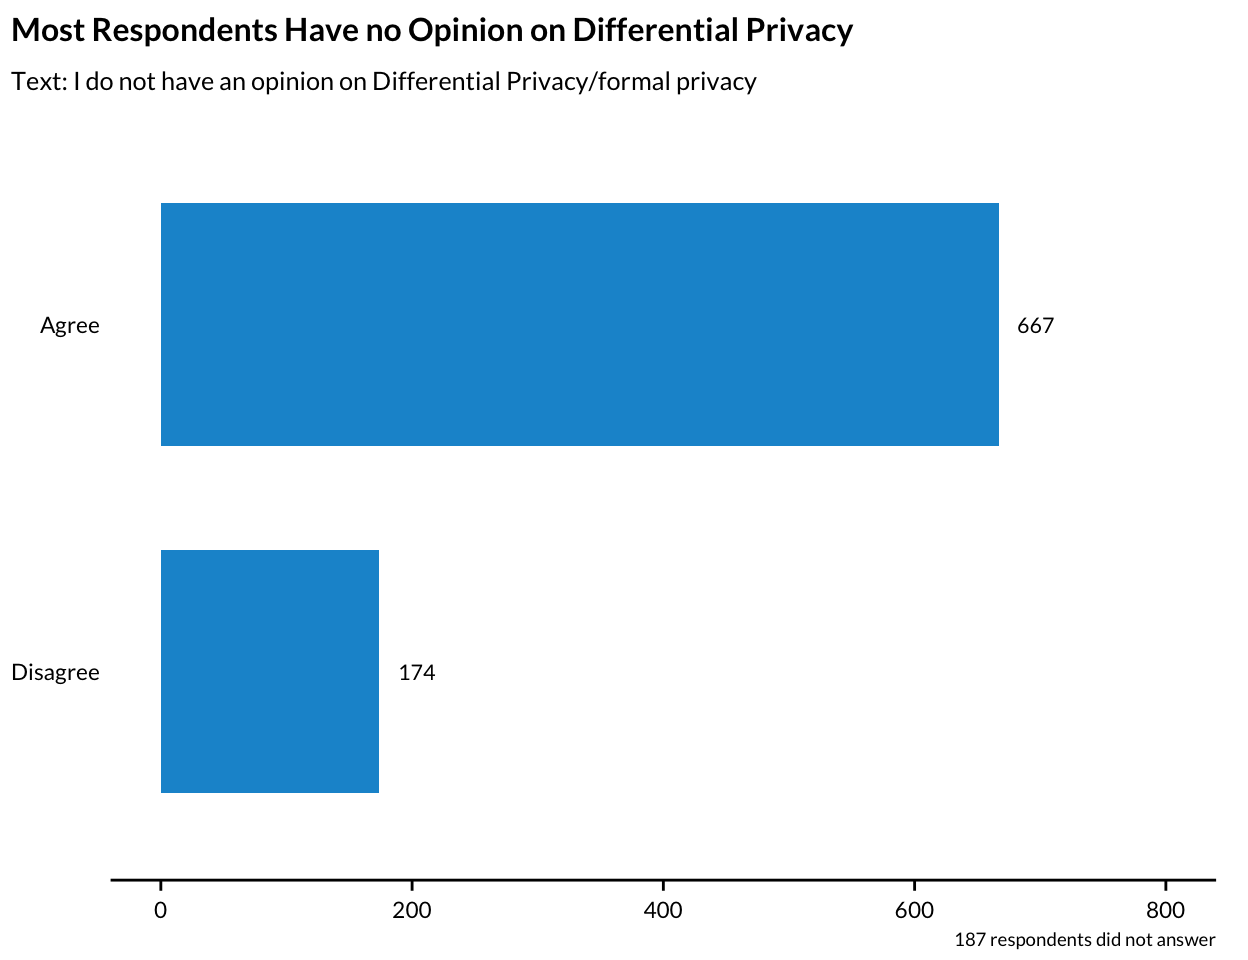 Most Respondents Have no Opinion on Differential Privacy
Text: I do not have an opinion on Differential Privacy/formal privacy
Agree
667
Disagree
174
0 200 400 600 800
187 respondents did not answer